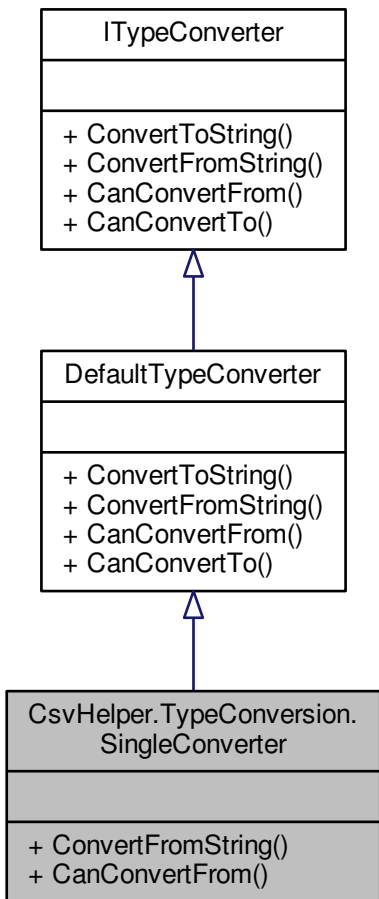 ITypeConverter
+ ConvertToString()
+ ConvertFromString()
+ CanConvertFrom()
+ CanConvertTo()
DefaultTypeConverter
+ ConvertToString()
+ ConvertFromString()
+ CanConvertFrom()
+ CanConvertTo()
CsvHelper.TypeConversion.
SingleConverter
+ ConvertFromString()
+ CanConvertFrom()